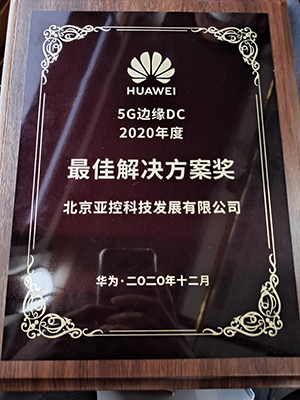 HUAWEI
5G边缘DC
2020年度
最佳解决方案奖
北京亚控科技发展有限公司
华为·二〇二〇年十二月